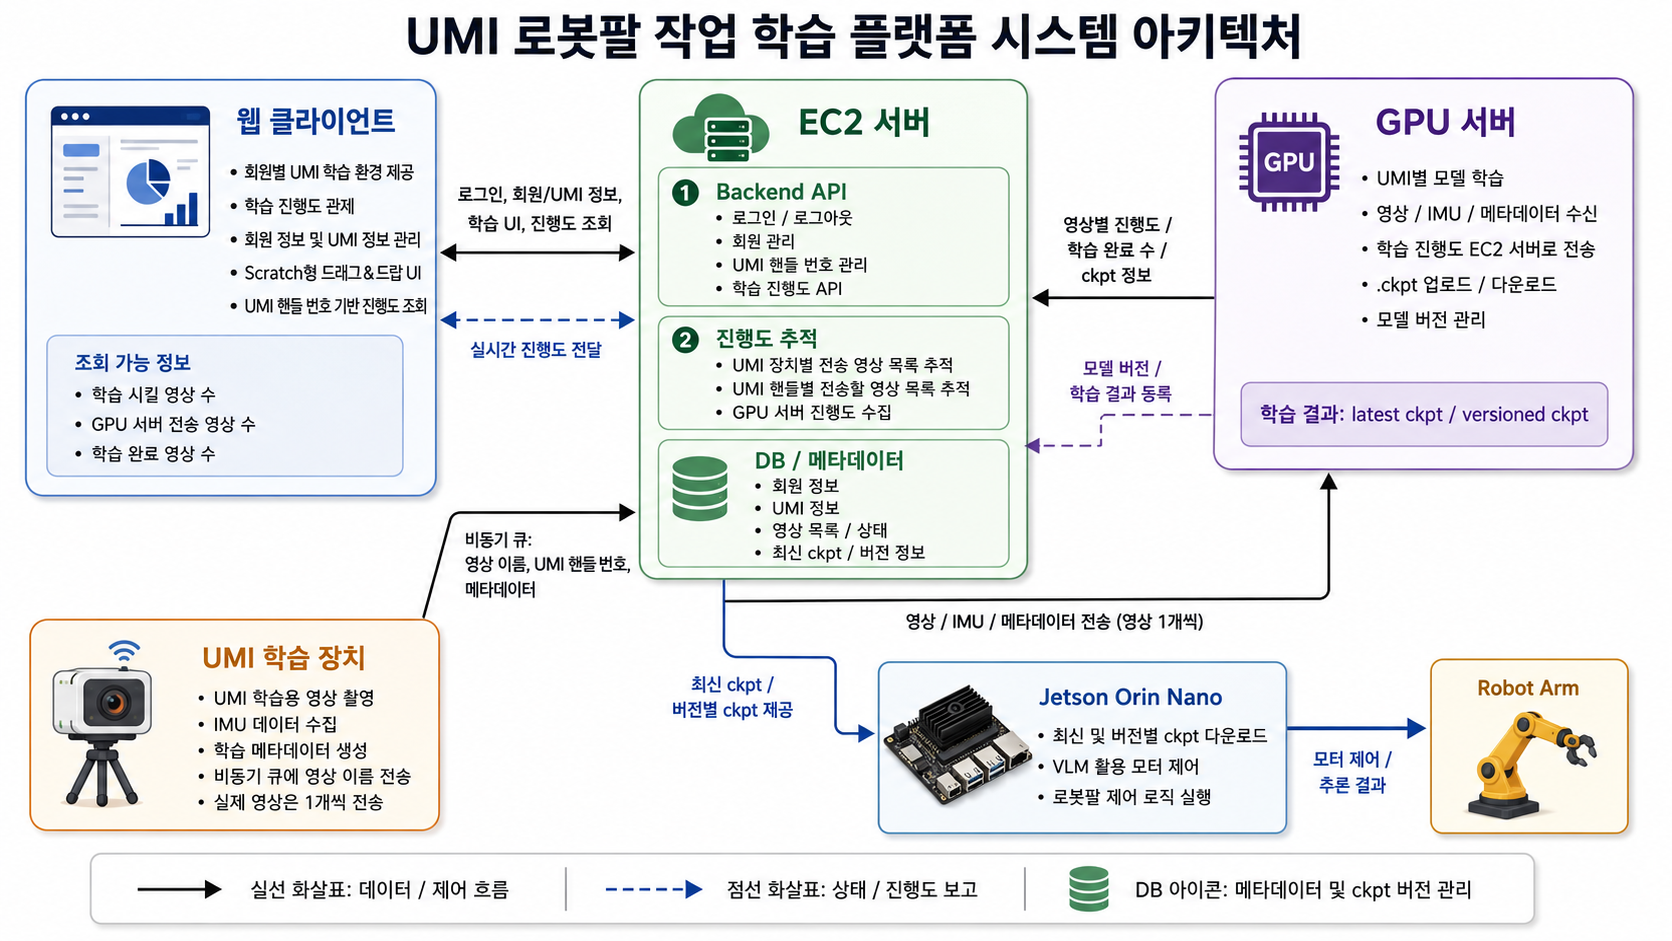 UMI 로봇팔 작업 학습 플랫폼 시스템 아키텍처
웹 클라이언트
• 회원별 UMI 학습 환경 제공
• 학습 진행도 관제
• 회원 정보 및 UMI 정보 관리
• Scratch형 드래그&드랍 UI
• UMI 핸들 번호 기반 진행도 조회
조회 가능 정보
• 학습 시킬 영상 수
• GPU 서버 전송 영상 수
• 학습 완료 영상 수
로그인, 회원/UMI 정보,
학습 UI, 진행도 조회
실시간 진행도 전달
EC2 서버
1 Backend API
• 로그인 / 로그아웃
• 회원 관리
• UMI 핸들 번호 관리
• 학습 진행도 API
2 진행도 추적
• UMI 장치별 전송 영상 목록 추적
• UMI 핸들별 전송할 영상 목록 추적
• GPU 서버 진행도 수집
DB / 메타데이터
• 회원 정보
• UMI 정보
• 영상 목록 / 상태
• 최신 ckpt / 버전 정보
영상별 진행도 /
학습 완료 수 /
ckpt 정보
모델 버전 /
학습 결과 등록
GPU
GPU 서버
• UMI별 모델 학습
• 영상 / IMU / 메타데이터 수신
• 학습 진행도 EC2 서버로 전송
• .ckpt 업로드 / 다운로드
• 모델 버전 관리
학습 결과: latest ckpt / versioned ckpt
비동기 큐:
영상 이름, UMI 핸들 번호,
메타데이터
영상 / IMU / 메타데이터 전송 (영상 1개씩)
UMI 학습 장치
• UMI 학습용 영상 촬영
• IMU 데이터 수집
• 학습 메타데이터 생성
• 비동기 큐에 영상 이름 전송
• 실제 영상은 1개씩 전송
최신 ckpt /
버전별 ckpt 제공
Jetson Orin Nano
• 최신 및 버전별 ckpt 다운로드
• VLM 활용 모터 제어
• 로봇팔 제어 로직 실행
모터 제어 /
추론 결과
Robot Arm
실선 화살표: 데이터 / 제어 흐름
점선 화살표: 상태 / 진행도 보고
DB 아이콘: 메타데이터 및 ckpt 버전 관리